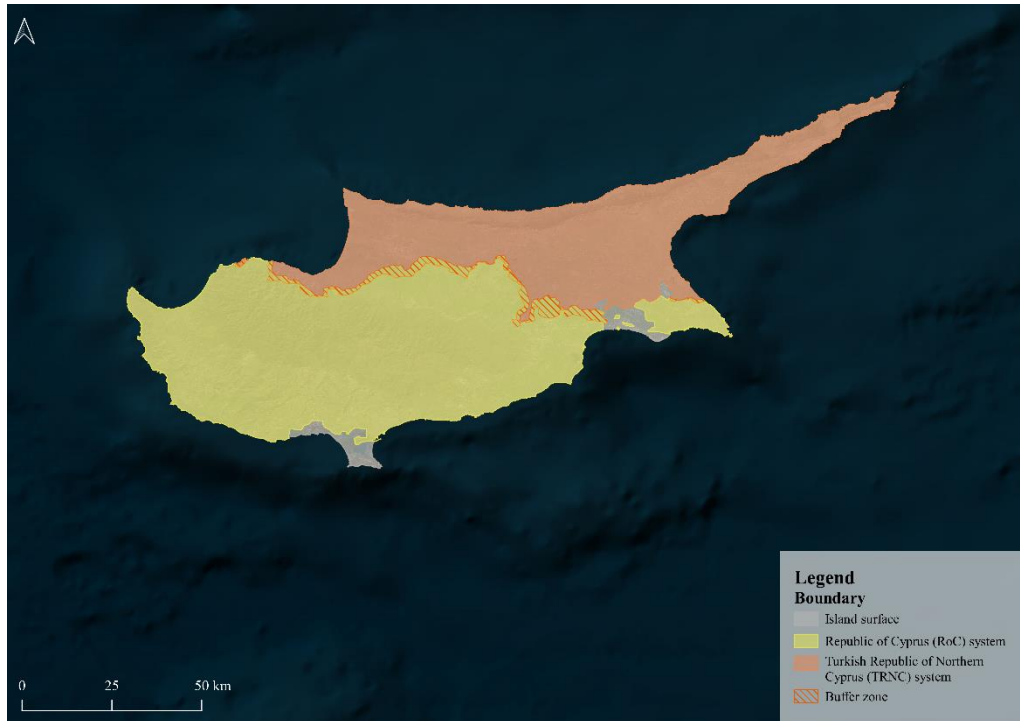 Legend
Boundary
Island surface
Republic of Cyprus (RoC) system
Turkish Republic of Northern
Cyprus (TRNC) system
Buffer zone
0 25 50 km